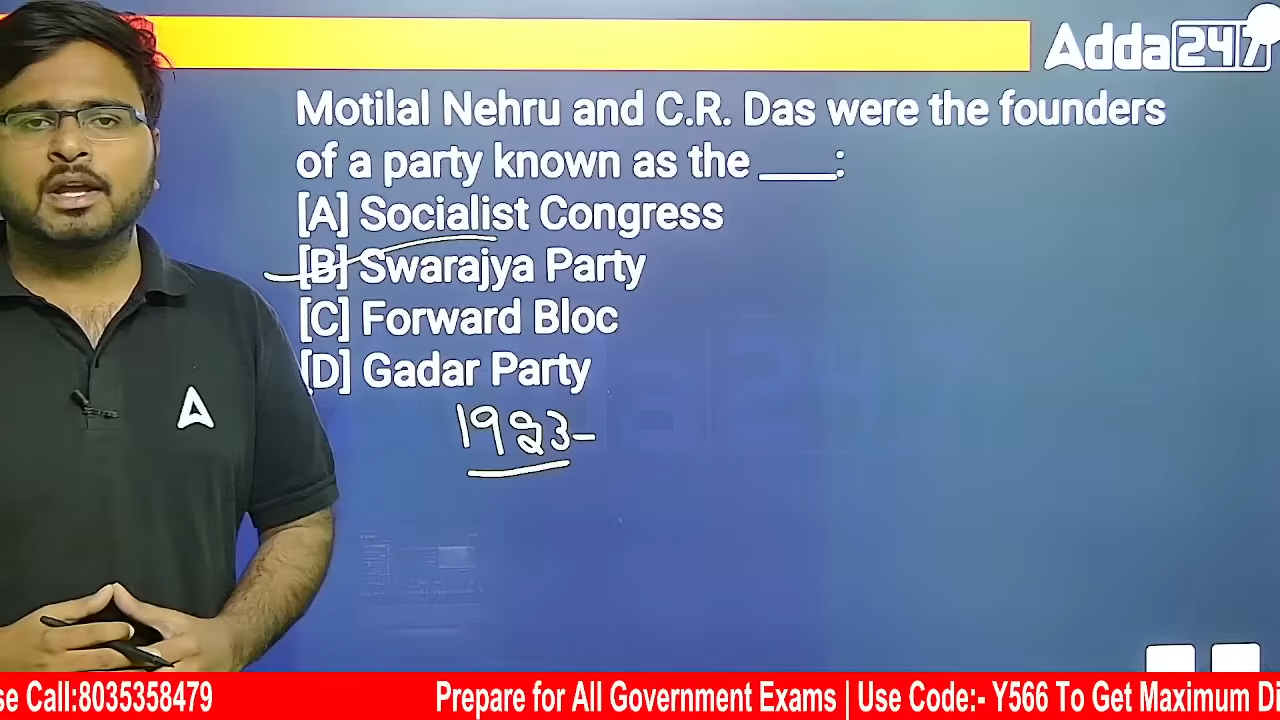 Adda247
Motilal Nehru and C.R. Das were the founders
of a party known as the ____:
[A] Socialist Congress
[B] Swarajya Party
[C] Forward Bloc
[D] Gadar Party
1923-
se Call:8035358479 Prepare for All Government Exams | Use Code:- Y566 To Get Maximum Di